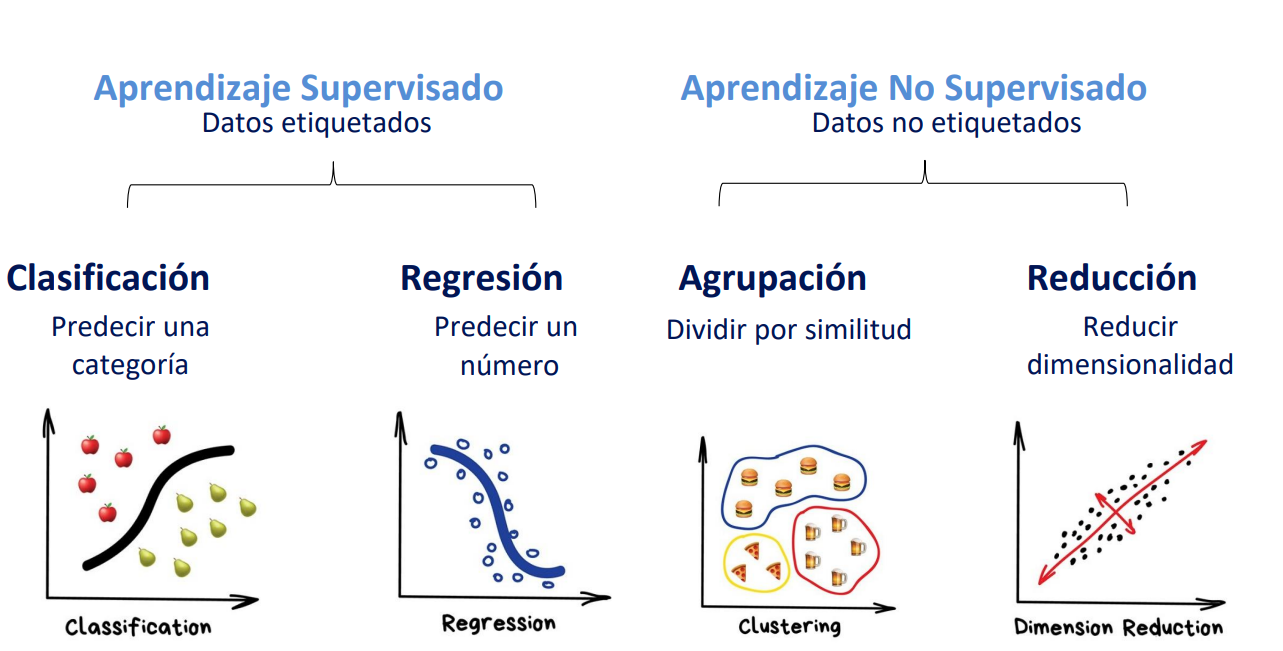 Aprendizaje Supervisado
Datos etiquetados
Aprendizaje No Supervisado
Datos no etiquetados
Clasificación
Predecir una
categoría
Regresión
Predecir un
número
Agrupación
Dividir por similitud
Reducción
Reducir
dimensionalidad
Classification
Regression
Clustering
Dimension Reduction